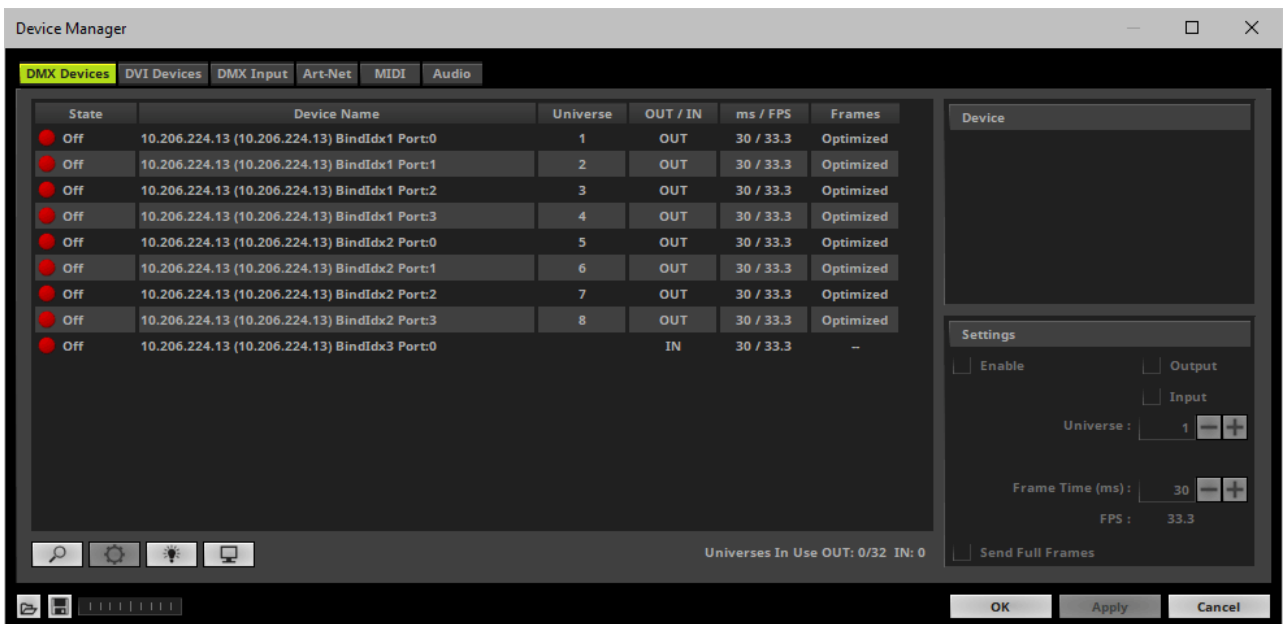 Device Manager
DMX Devices DVI Devices DMX Input Art-Net MIDI Audio
State Device Name Universe OUT / IN ms / FPS Frames
Off 10.206.224.13 (10.206.224.13) BindIdx1 Port:0 1 OUT 30 / 33.3 Optimized
Off 10.206.224.13 (10.206.224.13) BindIdx1 Port:1 2 OUT 30 / 33.3 Optimized
Off 10.206.224.13 (10.206.224.13) BindIdx1 Port:2 3 OUT 30 / 33.3 Optimized
Off 10.206.224.13 (10.206.224.13) BindIdx1 Port:3 4 OUT 30 / 33.3 Optimized
Off 10.206.224.13 (10.206.224.13) BindIdx2 Port:0 5 OUT 30 / 33.3 Optimized
Off 10.206.224.13 (10.206.224.13) BindIdx2 Port:1 6 OUT 30 / 33.3 Optimized
Off 10.206.224.13 (10.206.224.13) BindIdx2 Port:2 7 OUT 30 / 33.3 Optimized
Off 10.206.224.13 (10.206.224.13) BindIdx2 Port:3 8 OUT 30 / 33.3 Optimized
Off 10.206.224.13 (10.206.224.13) BindIdx3 Port:0 IN 30 / 33.3 --
Universes In Use OUT: 0/32 IN: 0
Device
Settings
Enable Output
Input
Universe : 1
Frame Time (ms) : 30
FPS : 33.3
Send Full Frames
OK Apply Cancel